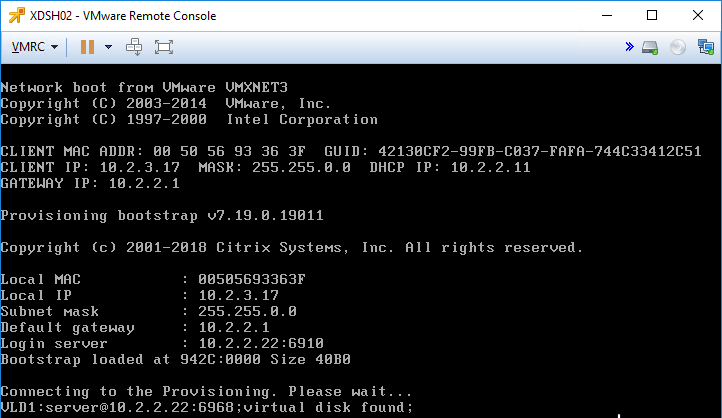 XDSH02 - VMware Remote Console
VMRC
Network boot from VMware VMXNET3
Copyright (C) 2003-2014  VMware, Inc.
Copyright (C) 1997-2000  Intel Corporation
CLIENT MAC ADDR: 00 50 56 93 36 3F  GUID: 42130CF2-99FB-C037-FAFA-744C33412C51
CLIENT IP: 10.2.3.17  MASK: 255.255.0.0  DHCP IP: 10.2.2.11
GATEWAY IP: 10.2.2.1
Provisioning bootstrap v7.19.0.19011
Copyright (c) 2001-2018 Citrix Systems, Inc. All rights reserved.
Local MAC            : 00505693363F
Local IP             : 10.2.3.17
Subnet mask          : 255.255.0.0
Default gateway      : 10.2.2.1
Login server         : 10.2.2.22:6910
Bootstrap loaded at 942C:0000 Size 40B0
Connecting to the Provisioning. Please wait...
VLD1:server@10.2.2.22:6968;virtual disk found;